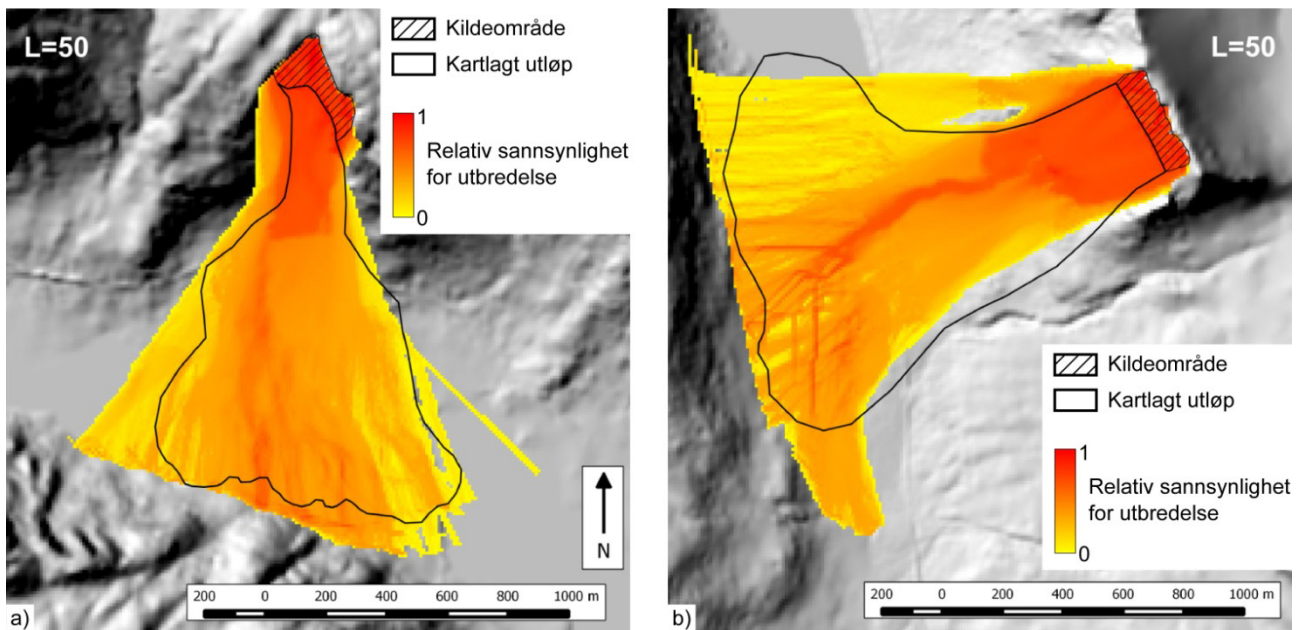 L=50
Kildeområde
Kartlagt utløp
1
Relativ sannsynlighet
for utbredelse
0
N
200 0 200 400 600 800 1000 m
a)
L=50
Kildeområde
Kartlagt utløp
1
Relativ sannsynlighet
for utbredelse
0
200 0 200 400 600 800 1000 m
b)